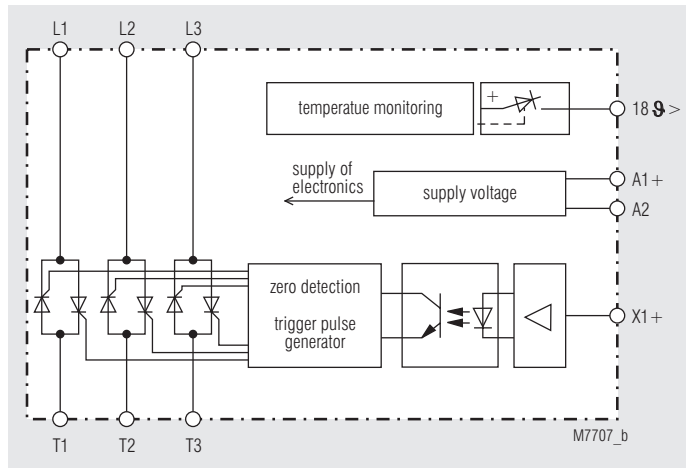 L1 L2 L3
temperatue monitoring
+
18 ϑ >
supply of
electronics
supply voltage
A1+
A2
zero detection
trigger pulse
generator
X1+
T1 T2 T3
M7707_b